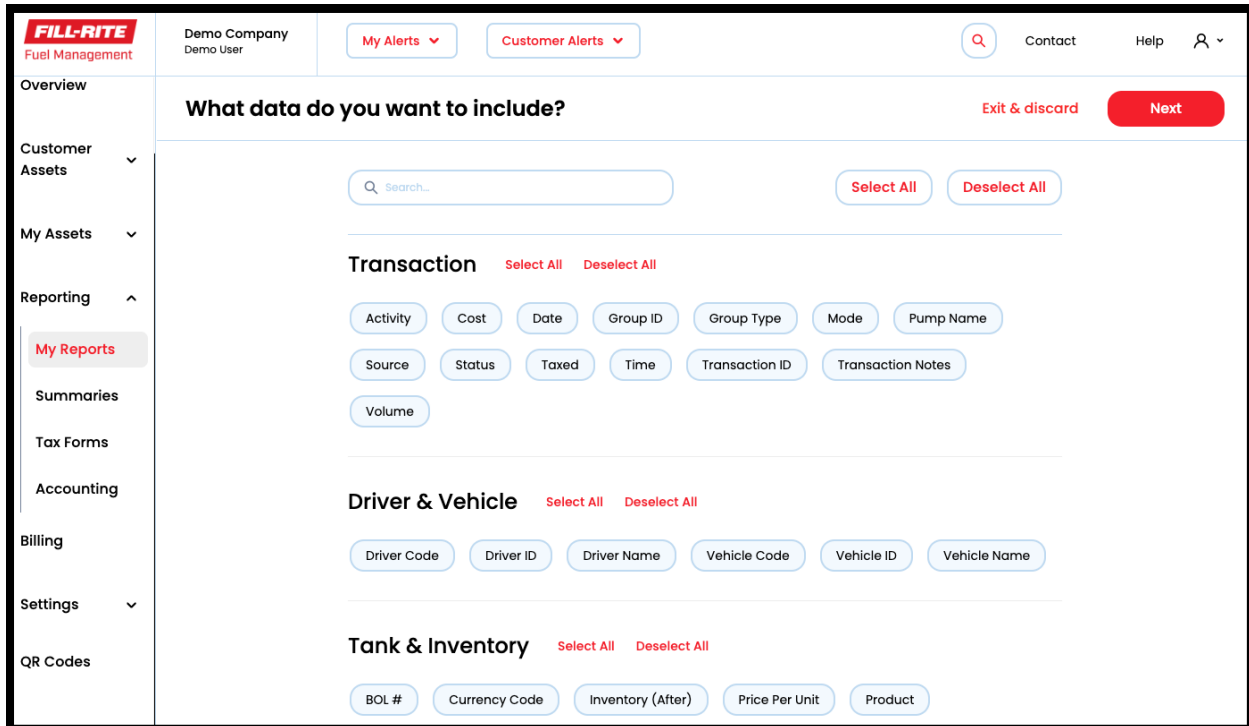 FILL-RITE
Fuel Management
Demo Company
Demo User
My Alerts
Customer Alerts
Contact
Help
Overview
What data do you want to include?
Exit & discard
Next
Customer
Assets
My Assets
Reporting
My Reports
Summaries
Tax Forms
Accounting
Billing
Settings
QR Codes
Search...
Select All
Deselect All
Transaction Select All Deselect All
Activity Cost Date Group ID Group Type Mode Pump Name
Source Status Taxed Time Transaction ID Transaction Notes
Volume
Driver & Vehicle Select All Deselect All
Driver Code Driver ID Driver Name Vehicle Code Vehicle ID Vehicle Name
Tank & Inventory Select All Deselect All
BOL # Currency Code Inventory (After) Price Per Unit Product